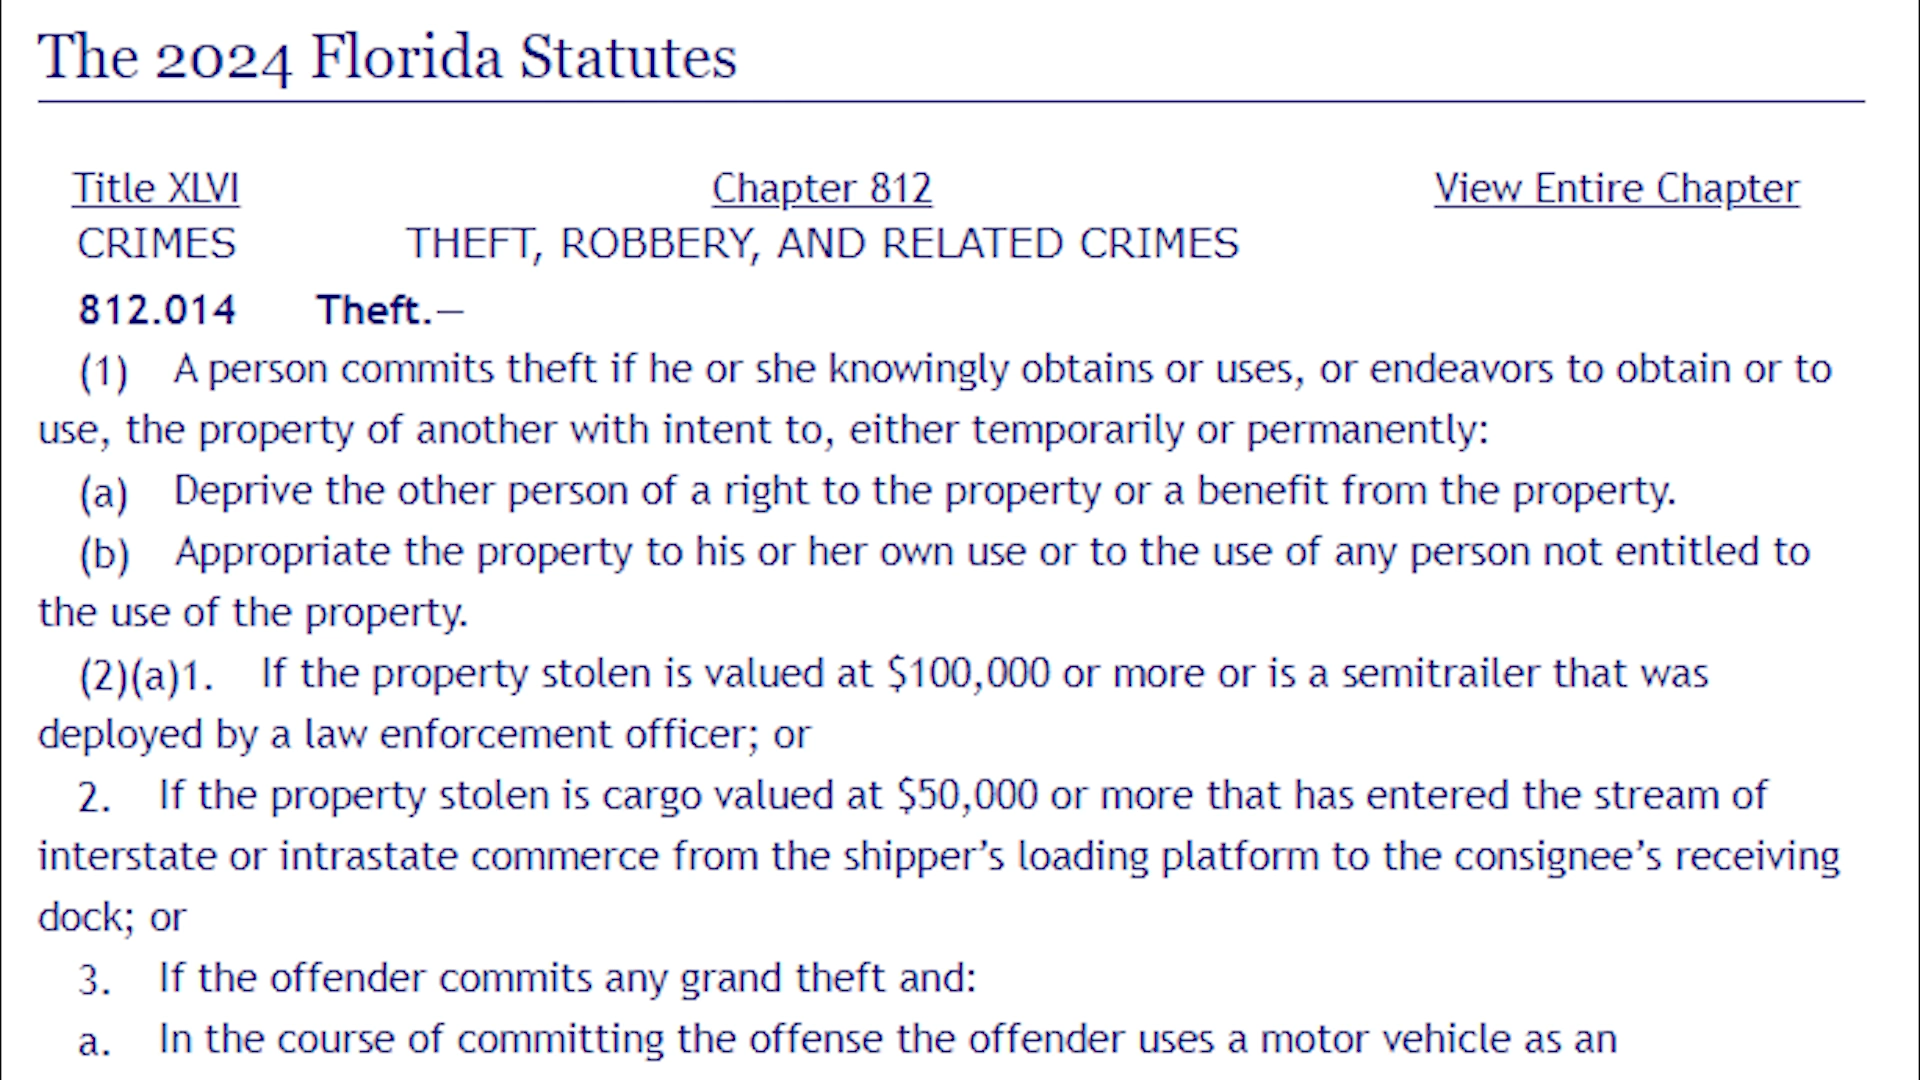 The 2024 Florida Statutes
Title XLVI Chapter 812 View Entire Chapter
CRIMES THEFT, ROBBERY, AND RELATED CRIMES
812.014 Theft.—
(1) A person commits theft if he or she knowingly obtains or uses, or endeavors to obtain or to
use, the property of another with intent to, either temporarily or permanently:
(a) Deprive the other person of a right to the property or a benefit from the property.
(b) Appropriate the property to his or her own use or to the use of any person not entitled to
the use of the property.
(2)(a)1. If the property stolen is valued at $100,000 or more or is a semitrailer that was
deployed by a law enforcement officer; or
2. If the property stolen is cargo valued at $50,000 or more that has entered the stream of
interstate or intrastate commerce from the shipper’s loading platform to the consignee’s receiving
dock; or
3. If the offender commits any grand theft and:
a. In the course of committing the offense the offender uses a motor vehicle as an